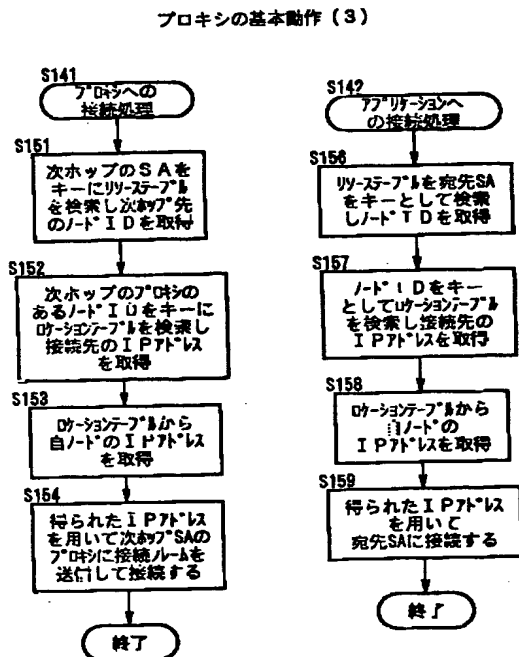 プロキシの基本動作(3)
S141
プロキシへの
接続処理
S151
次ホップのSAを
キーにリソーステーブル
を検索し次ホップ先
のノードIDを取得
S152
次ホップのプロキシの
あるノードIDをキーに
ロケーションテーブルを検索し
接続先のIPアドレス
を取得
S153
ロケーションテーブルから
自ノードのIPアドレス
を取得
S154
得られたIPアドレス
を用いて次ホップSAの
プロキシに接続フレームを
送信して接続する
終了
S142
アプリケーションへ
の接続処理
S156
リソーステーブルを宛先SA
をキーとして検索
しノードIDを取得
S157
ノードIDをキー
としてロケーションテーブル
を検索し接続先の
IPアドレスを取得
S158
ロケーションテーブルから
自ノードの
IPアドレスを取得
S159
得られたIPアドレス
を用いて
宛先SAに接続する
終了